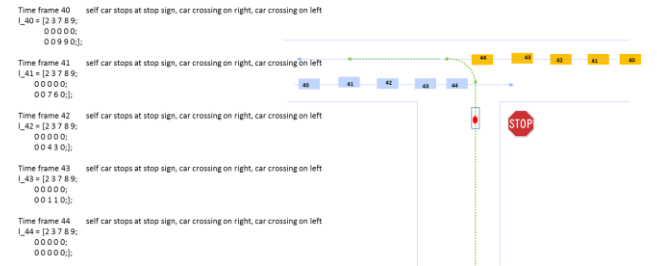 Time frame 40 self car stops at stop sign, car crossing on right, car crossing on left
I_40 = [2 3 7 8 9;
0 0 0 0 0;
0 0 9 9 0;];
Time frame 41 self car stops at stop sign, car crossing on right, car crossing on left
I_41 = [2 3 7 8 9;
0 0 0 0 0;
0 0 7 6 0;];
Time frame 42 self car stops at stop sign, car crossing on right, car crossing on left
I_42 = [2 3 7 8 9;
0 0 0 0 0;
0 0 4 3 0;];
Time frame 43 self car stops at stop sign, car crossing on right, car crossing on left
I_43 = [2 3 7 8 9;
0 0 0 0 0;
0 0 1 1 0;];
Time frame 44 self car stops at stop sign, car crossing on right, car crossing on left
I_44 = [2 3 7 8 9;
0 0 0 0 0;
0 0 0 0 0;];
44 43 42 41 40
40 41 42 43 44
STOP